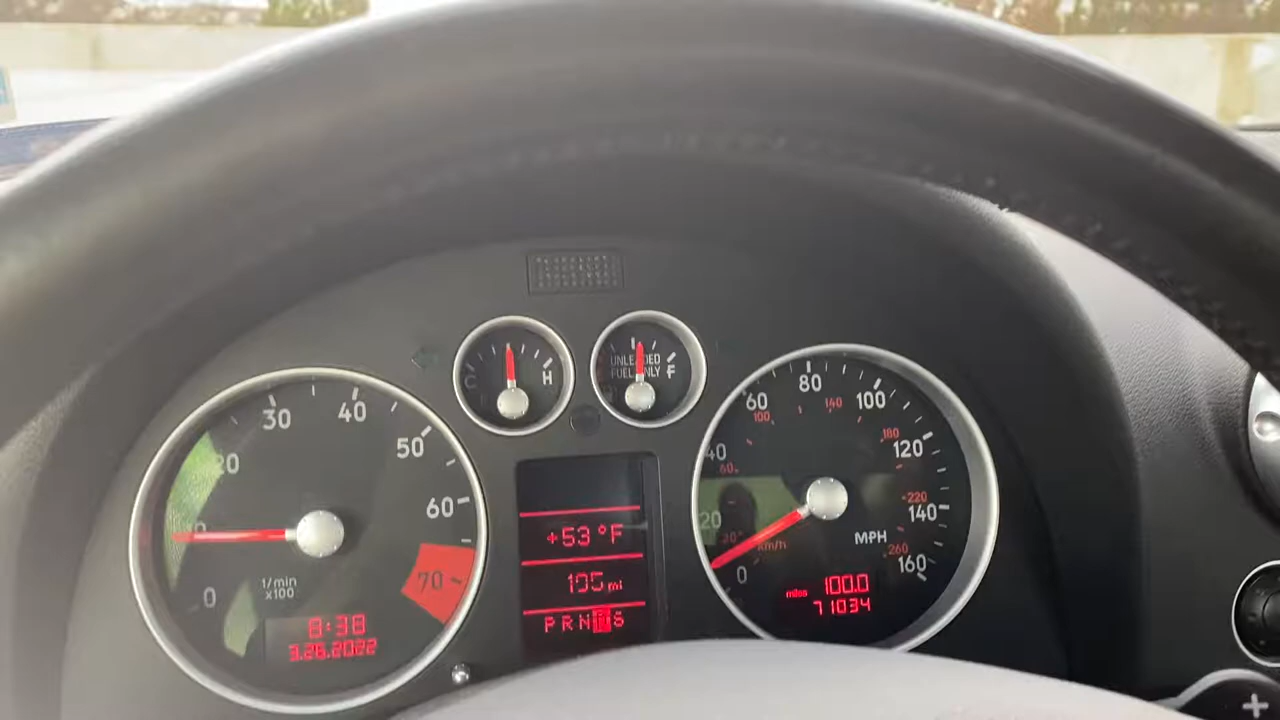 C
H
UNLEADED
FUEL ONLY
F
0
20
30
40
50
60
70
1/min
x100
8:38
3.26.2022
+53 °F
195 mi
P R N D S
0
20
40
60
80
100
120
140
160
20
60
100
140
180
220
260
km/h
MPH
miles 100.0
71034
+